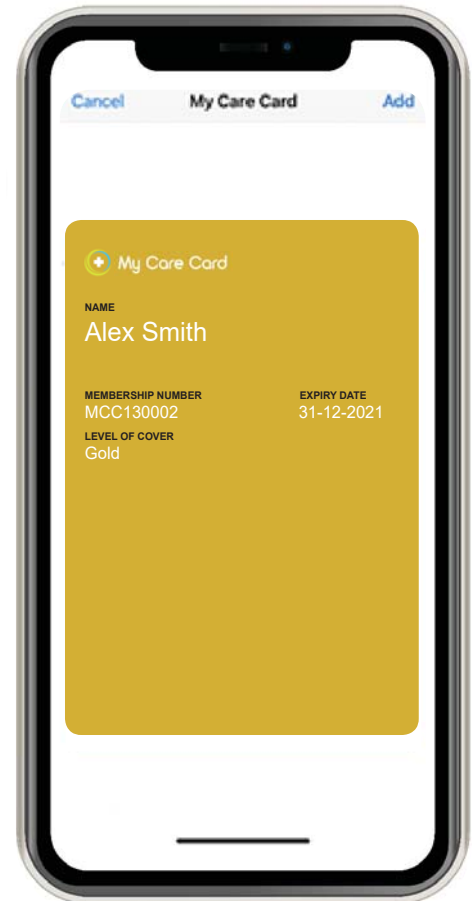 Cancel My Care Card Add
My Care Card
NAME
Alex Smith
MEMBERSHIP NUMBER EXPIRY DATE
MCC130002 31-12-2021
LEVEL OF COVER
Gold